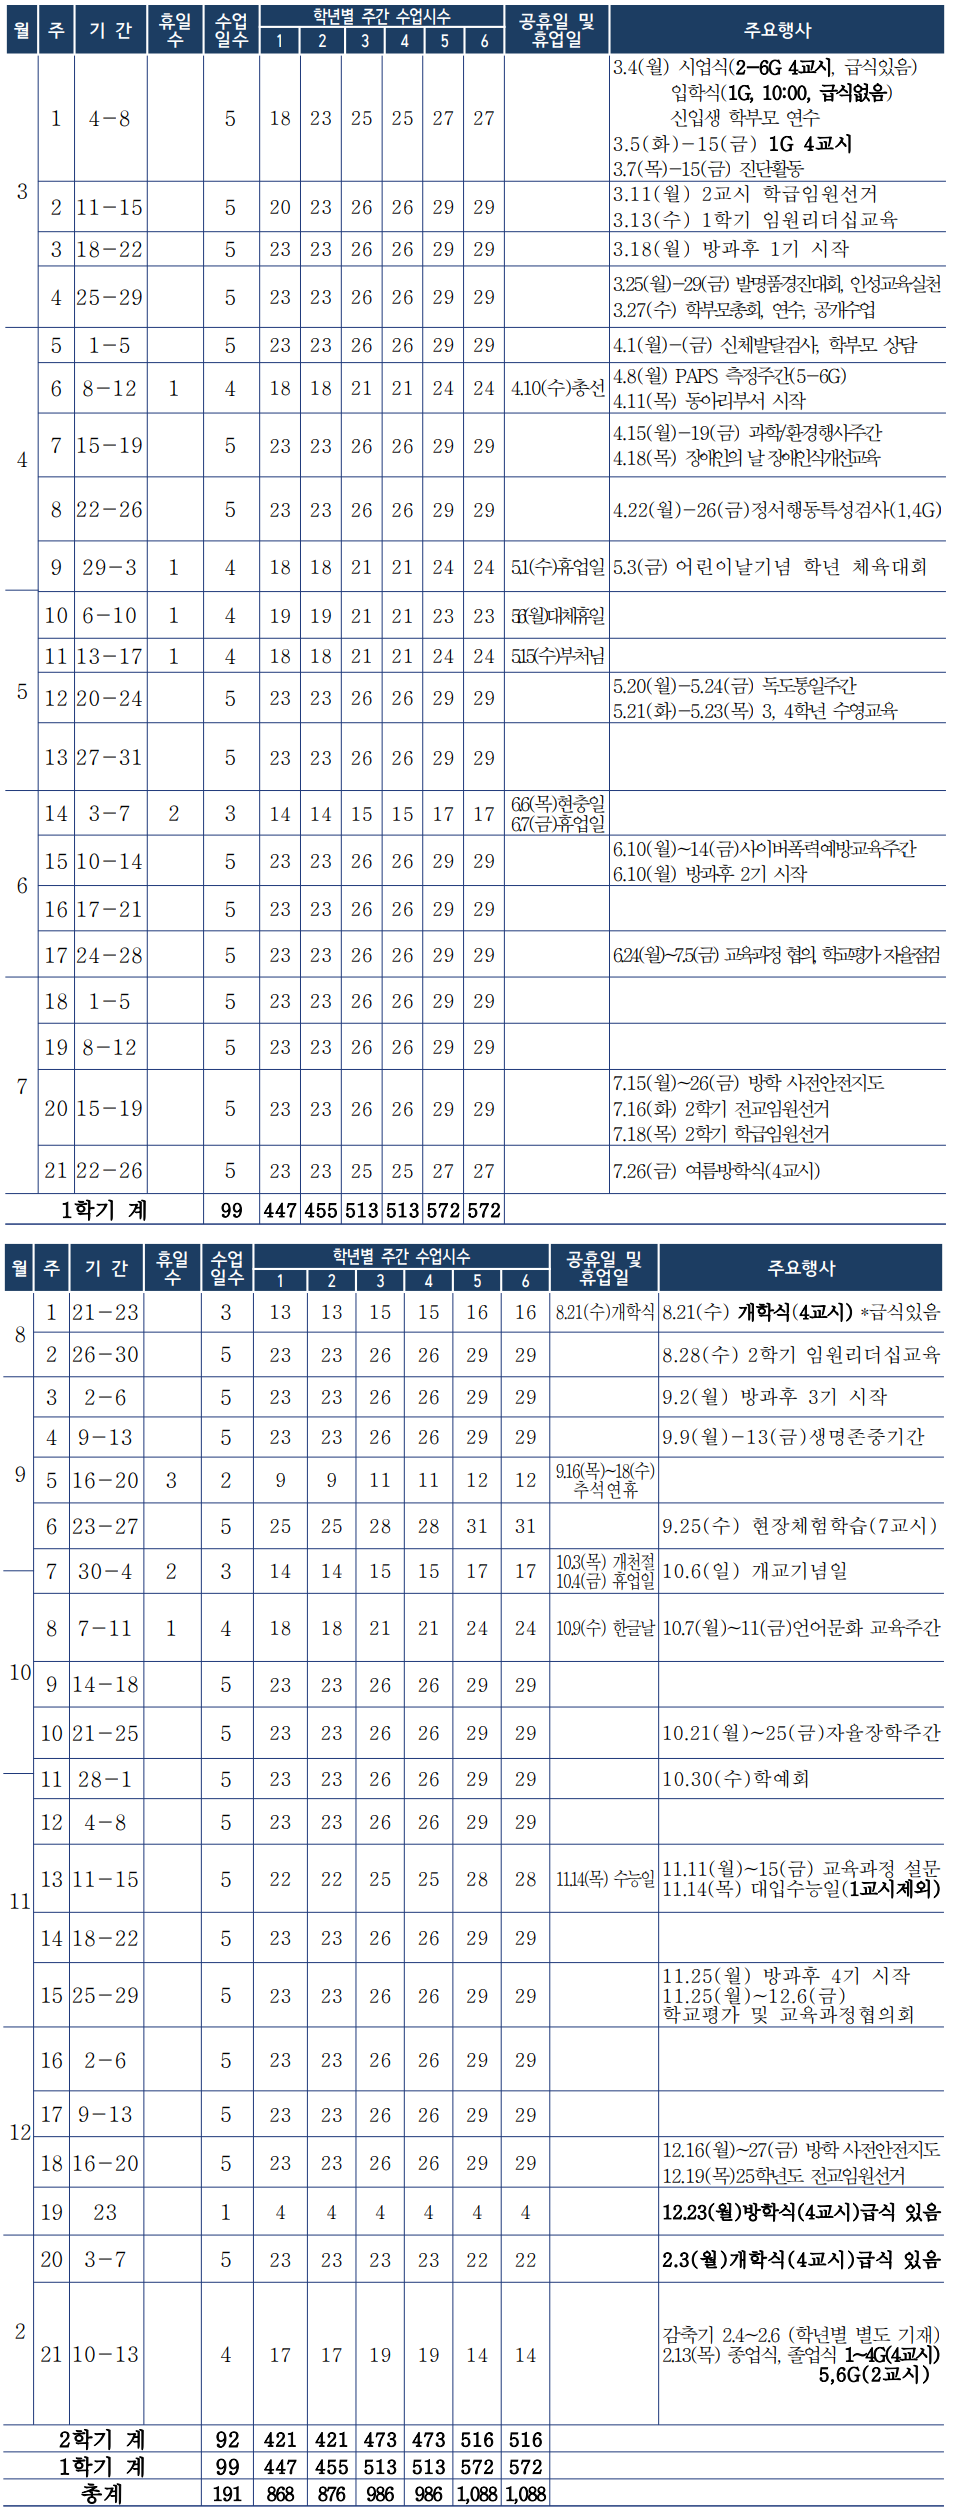 월 주 기 간 휴일수 수업일수 학년별 주간 수업시수 공휴일 및 휴업일 주요행사
1 2 3 4 5 6
3 1 4-8 5 18 23 25 25 27 27 3.4(월) 시업식(2-6G 4교시, 급식있음)
입학식(1G, 10:00, 급식없음)
신입생 학부모 연수
3.5(화)-15(금) 1G 4교시
3.7(목)-15(금) 진단활동
2 11-15 5 20 23 26 26 29 29 3.11(월) 2교시 학급임원선거
3.13(수) 1학기 임원리더십교육
3 18-22 5 23 23 26 26 29 29 3.18(월) 방과후 1기 시작
4 25-29 5 23 23 26 26 29 29 3.25(월)-29(금) 발명품경진대회, 인성교육실천
3.27(수) 학부모총회, 연수, 공개수업
4 5 1-5 5 23 23 26 26 29 29 4.1(월)-(금) 신체발달검사, 학부모 상담
6 8-12 1 4 18 18 21 21 24 24 4.10(수)총선 4.8(월) PAPS 측정주간(5-6G)
4.11(목) 동아리부서 시작
7 15-19 5 23 23 26 26 29 29 4.15(월)-19(금) 과학/환경행사주간
4.18(목) 장애인의 날 장애인식개선교육
8 22-26 5 23 23 26 26 29 29 4.22(월)-26(금)정서행동특성검사(1,4G)
9 29-3 1 4 18 18 21 21 24 24 5.1(수)휴업일 5.3(금) 어린이날기념 학년 체육대회
5 10 6-10 1 4 19 19 21 21 23 23 5.6(월)대체휴일
11 13-17 1 4 18 18 21 21 24 24 5.15(수)부처님
12 20-24 5 23 23 26 26 29 29 5.20(월)-5.24(금) 독도통일주간
5.21(화)-5.23(목) 3, 4학년 수영교육
13 27-31 5 23 23 26 26 29 29
6 14 3-7 2 3 14 14 15 15 17 17 6.6(목)현충일
6.7(금)휴업일
15 10-14 5 23 23 26 26 29 29 6.10(월)~14(금)사이버폭력예방교육주간
6.10(월) 방과후 2기 시작
16 17-21 5 23 23 26 26 29 29
17 24-28 5 23 23 26 26 29 29 6.24(월)~7.5(금) 교육과정 협의, 학교평가 자율점검
7 18 1-5 5 23 23 26 26 29 29
19 8-12 5 23 23 26 26 29 29
20 15-19 5 23 23 26 26 29 29 7.15(월)~26(금) 방학 사전안전지도
7.16(화) 2학기 전교임원선거
7.18(목) 2학기 학급임원선거
21 22-26 5 23 23 25 25 27 27 7.26(금) 여름방학식(4교시)
1학기 계 99 447 455 513 513 572 572
월 주 기 간 휴일수 수업일수 학년별 주간 수업시수 공휴일 및 휴업일 주요행사
1 2 3 4 5 6
8 1 21-23 3 13 13 15 15 16 16 8.21(수)개학식 8.21(수) 개학식(4교시) *급식있음
2 26-30 5 23 23 26 26 29 29 8.28(수) 2학기 임원리더십교육
9 3 2-6 5 23 23 26 26 29 29 9.2(월) 방과후 3기 시작
4 9-13 5 23 23 26 26 29 29 9.9(월)-13(금)생명존중기간
5 16-20 3 2 9 9 11 11 12 12 9.16(목)~18(수)
추석연휴
6 23-27 5 25 25 28 28 31 31 9.25(수) 현장체험학습(7교시)
7 30-4 2 3 14 14 15 15 17 17 10.3(목) 개천절
10.4(금) 휴업일 10.6(일) 개교기념일
10 8 7-11 1 4 18 18 21 21 24 24 10.9(수) 한글날 10.7(월)~11(금)언어문화 교육주간
9 14-18 5 23 23 26 26 29 29
10 21-25 5 23 23 26 26 29 29 10.21(월)~25(금)자율장학주간
11 11 28-1 5 23 23 26 26 29 29 10.30(수)학예회
12 4-8 5 23 23 26 26 29 29
13 11-15 5 22 22 25 25 28 28 11.14(목) 수능일 11.11(월)~15(금) 교육과정 설문
11.14(목) 대입수능일(1교시제외)
14 18-22 5 23 23 26 26 29 29
15 25-29 5 23 23 26 26 29 29 11.25(월) 방과후 4기 시작
11.25(월)~12.6(금)
학교평가 및 교육과정협의회
12 16 2-6 5 23 23 26 26 29 29
17 9-13 5 23 23 26 26 29 29
18 16-20 5 23 23 26 26 29 29 12.16(월)~27(금) 방학 사전안전지도
12.19(목)25학년도 전교임원선거
19 23 1 4 4 4 4 4 4 12.23(월)방학식(4교시)급식 있음
2 20 3-7 5 23 23 23 23 22 22 2.3(월)개학식(4교시)급식 있음
21 10-13 4 17 17 19 19 14 14 감축기 2.4~2.6 (학년별 별도 기재)
2.13(목) 종업식, 졸업식 1~4G(4교시)
5,6G(2교시)
2학기 계 92 421 421 473 473 516 516
1학기 계 99 447 455 513 513 572 572
총계 191 868 876 986 986 1,088 1,088